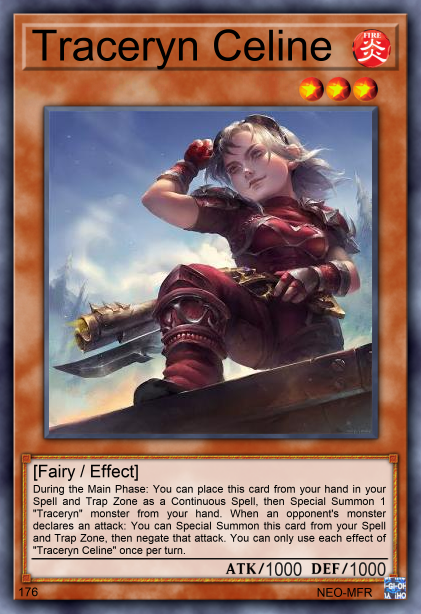 Traceryn Celine
FIRE
炎
[Fairy / Effect]
During the Main Phase: You can place this card from your hand in your
Spell and Trap Zone as a Continuous Spell, then Special Summon 1
"Traceryn" monster from your hand. When an opponent's monster
declares an attack: You can Special Summon this card from your Spell
and Trap Zone, then negate that attack. You can only use each effect of
"Traceryn Celine" once per turn.
ATK/1000 DEF/1000
176 NEO-MFR